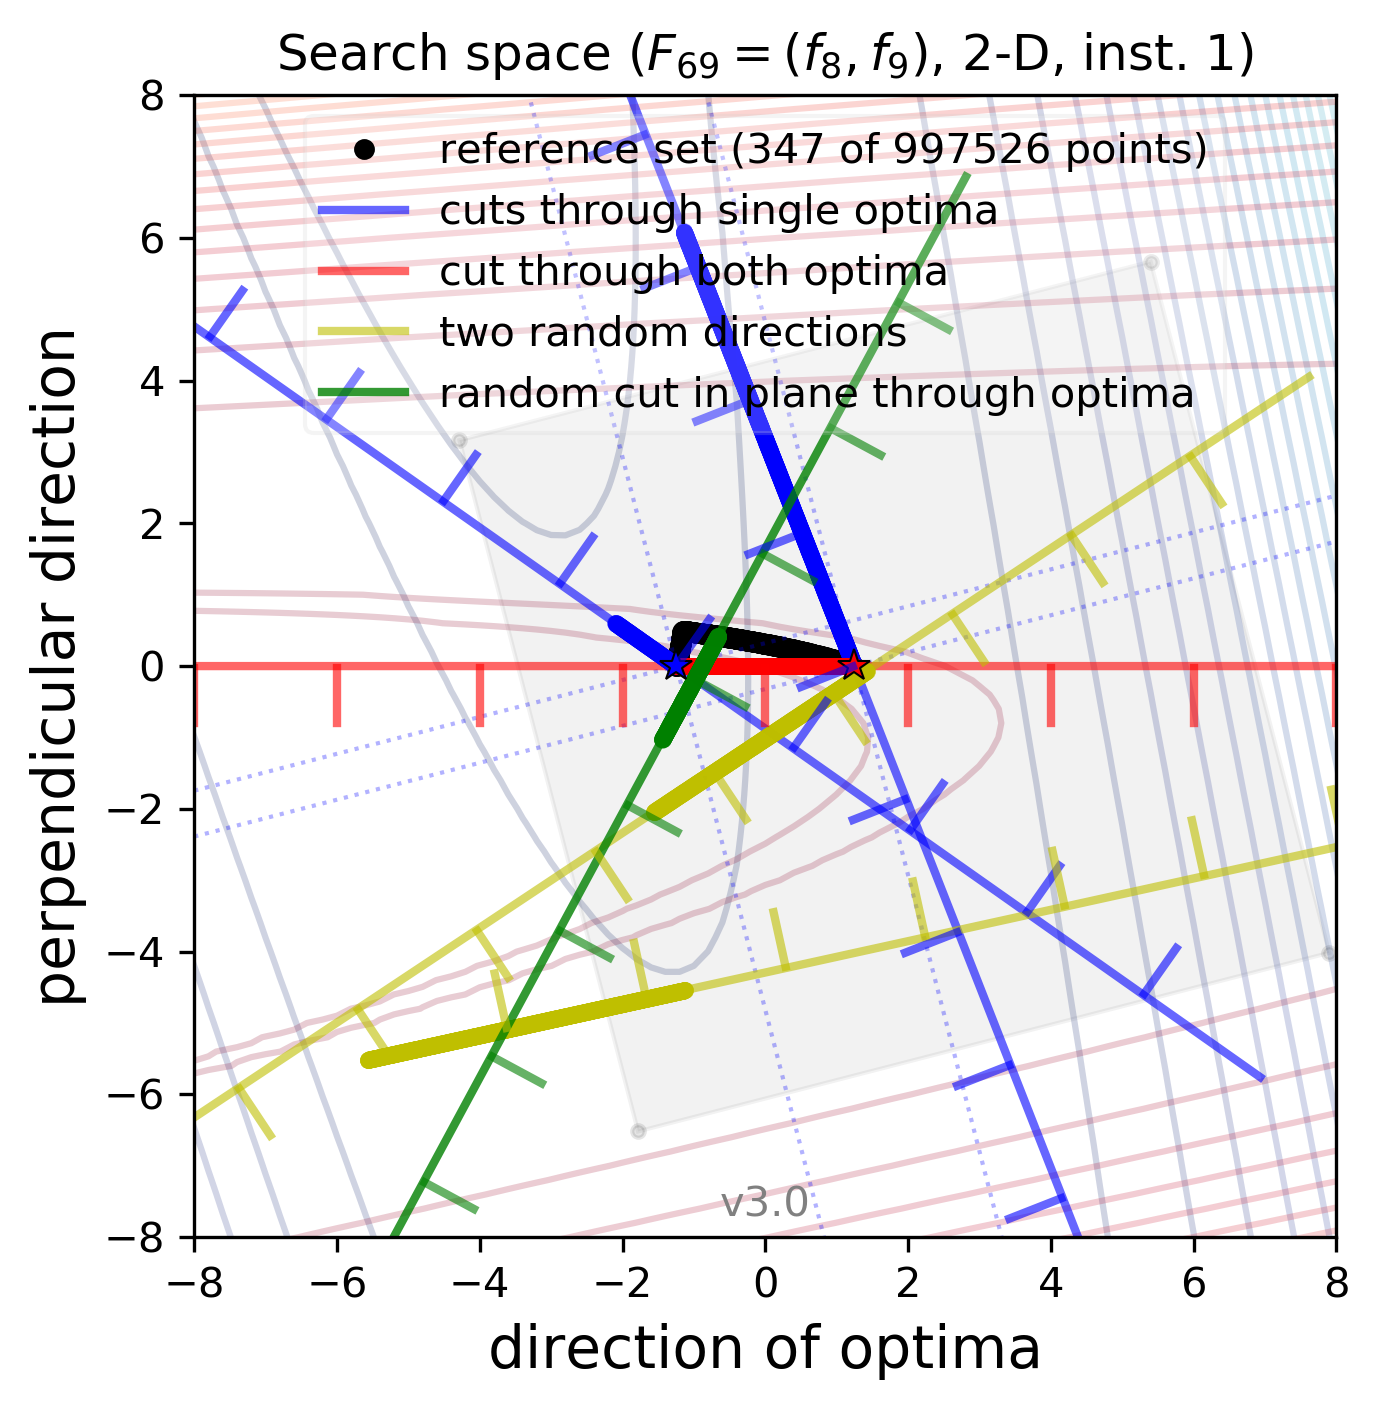 Search space (F₆₉ = (f₈, f₉), 2-D, inst. 1)
8
6
4
2
0
−2
−4
−6
−8
perpendicular direction
reference set (347 of 997526 points)
cuts through single optima
cut through both optima
two random directions
random cut in plane through optima
v3.0
−8 −6 −4 −2 0 2 4 6 8
direction of optima